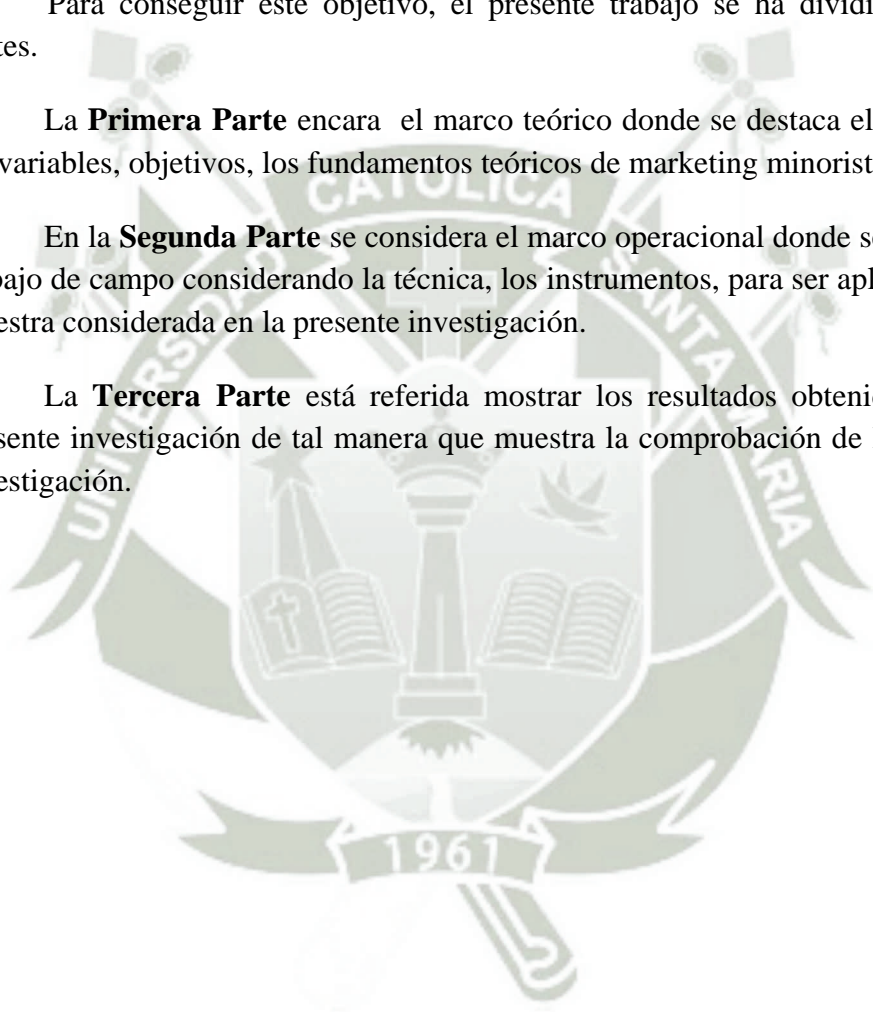 Para conseguir este objetivo, el presente trabajo se ha dividi
tes.
La Primera Parte encara el marco teórico donde se destaca el
variables, objetivos, los fundamentos teóricos de marketing minorist
En la Segunda Parte se considera el marco operacional donde s
bajo de campo considerando la técnica, los instrumentos, para ser apl
estra considerada en la presente investigación.
La Tercera Parte está referida mostrar los resultados obteni
sente investigación de tal manera que muestra la comprobación de
estigación.
UNIVERSIDAD CATOLICA SANTA MARIA
1961